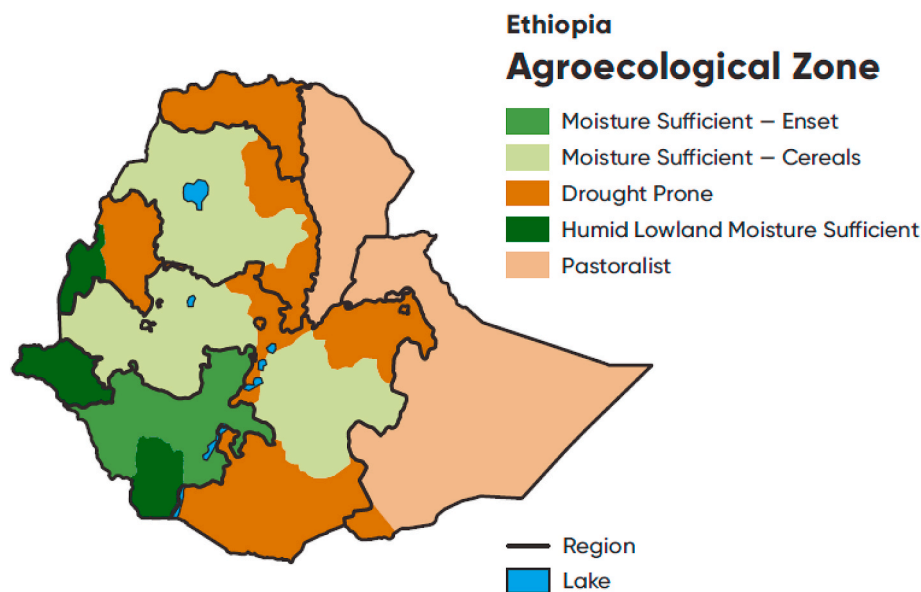 Ethiopia
Agroecological Zone
Moisture Sufficient – Enset
Moisture Sufficient – Cereals
Drought Prone
Humid Lowland Moisture Sufficient
Pastoralist
Region
Lake